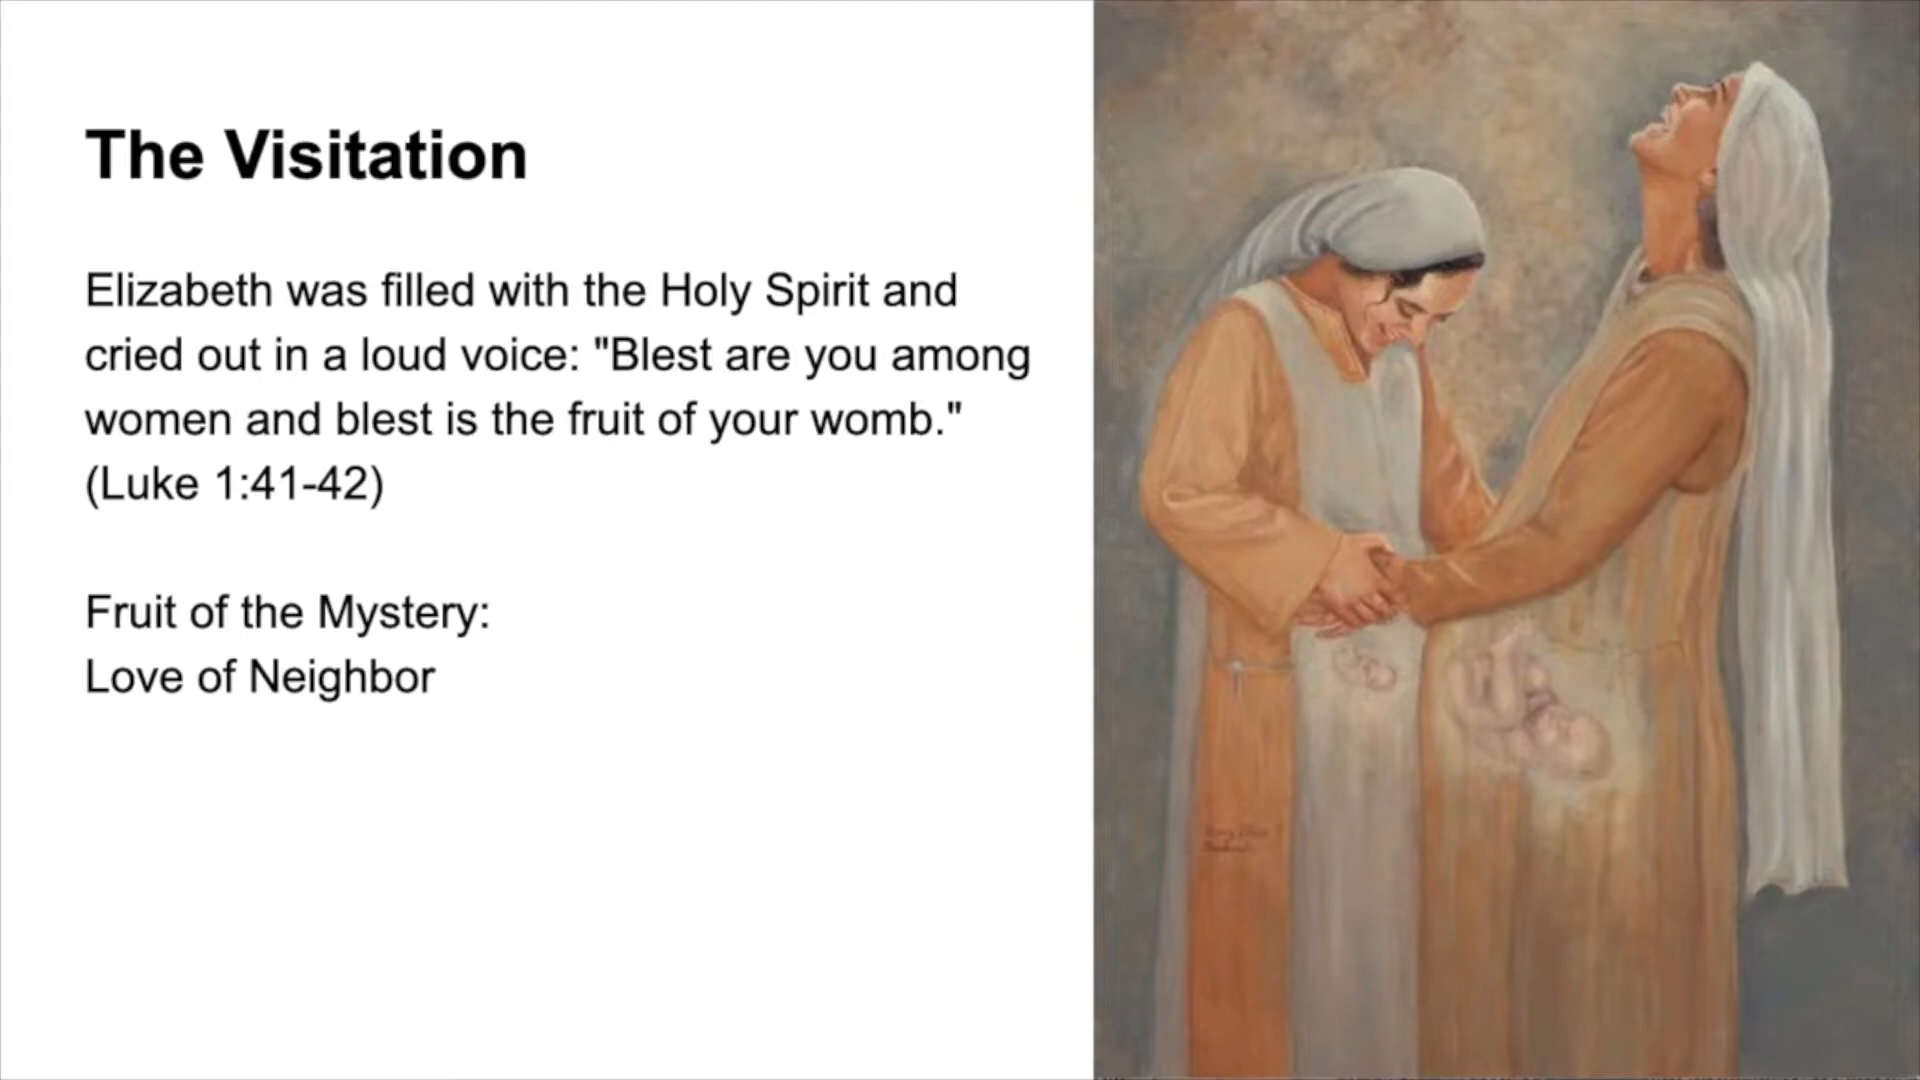 The Visitation
Elizabeth was filled with the Holy Spirit and
cried out in a loud voice: "Blest are you among
women and blest is the fruit of your womb."
(Luke 1:41-42)
Fruit of the Mystery:
Love of Neighbor